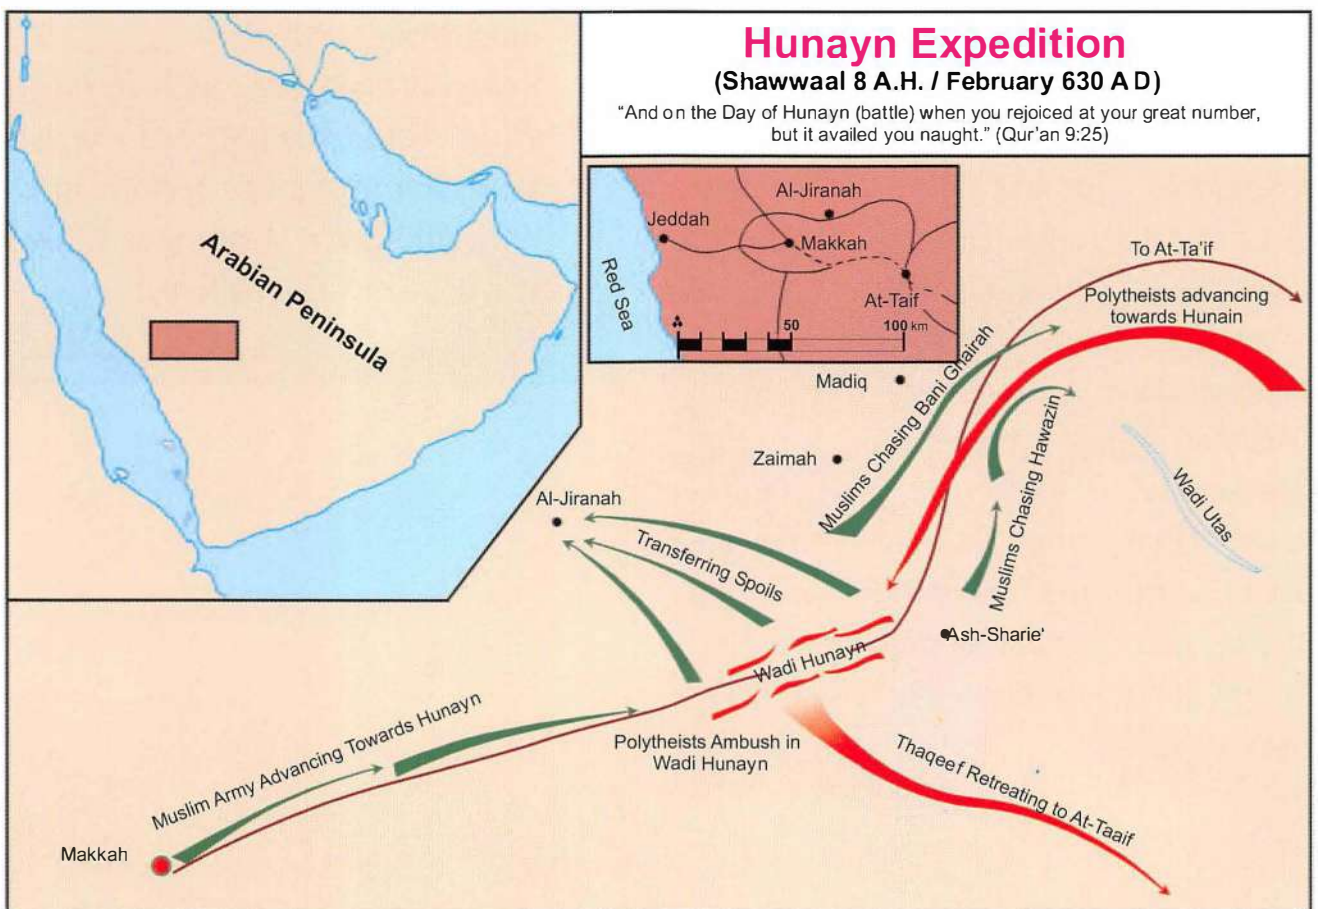 Hunayn Expedition
(Shawwaal 8 A.H. / February 630 AD)
“And on the Day of Hunayn (battle) when you rejoiced at your great number,
but it availed you naught.” (Qur’an 9:25)
Arabian Peninsula
Al-Jiranah
Jeddah
Makkah
Red Sea
At-Taif
50
100 km
To At-Ta’if
Polytheists advancing
towards Hunain
Madiq
Muslims Chasing Bani Ghairah
Zaimah
Muslims Chasing Hawazin
Wadi Utas
Al-Jiranah
Transferring Spoils
Ash-Sharie'
Wadi Hunayn
Muslim Army Advancing Towards Hunayn
Polytheists Ambush in
Wadi Hunayn
Thaqeef Retreating to At-Taaif
Makkah